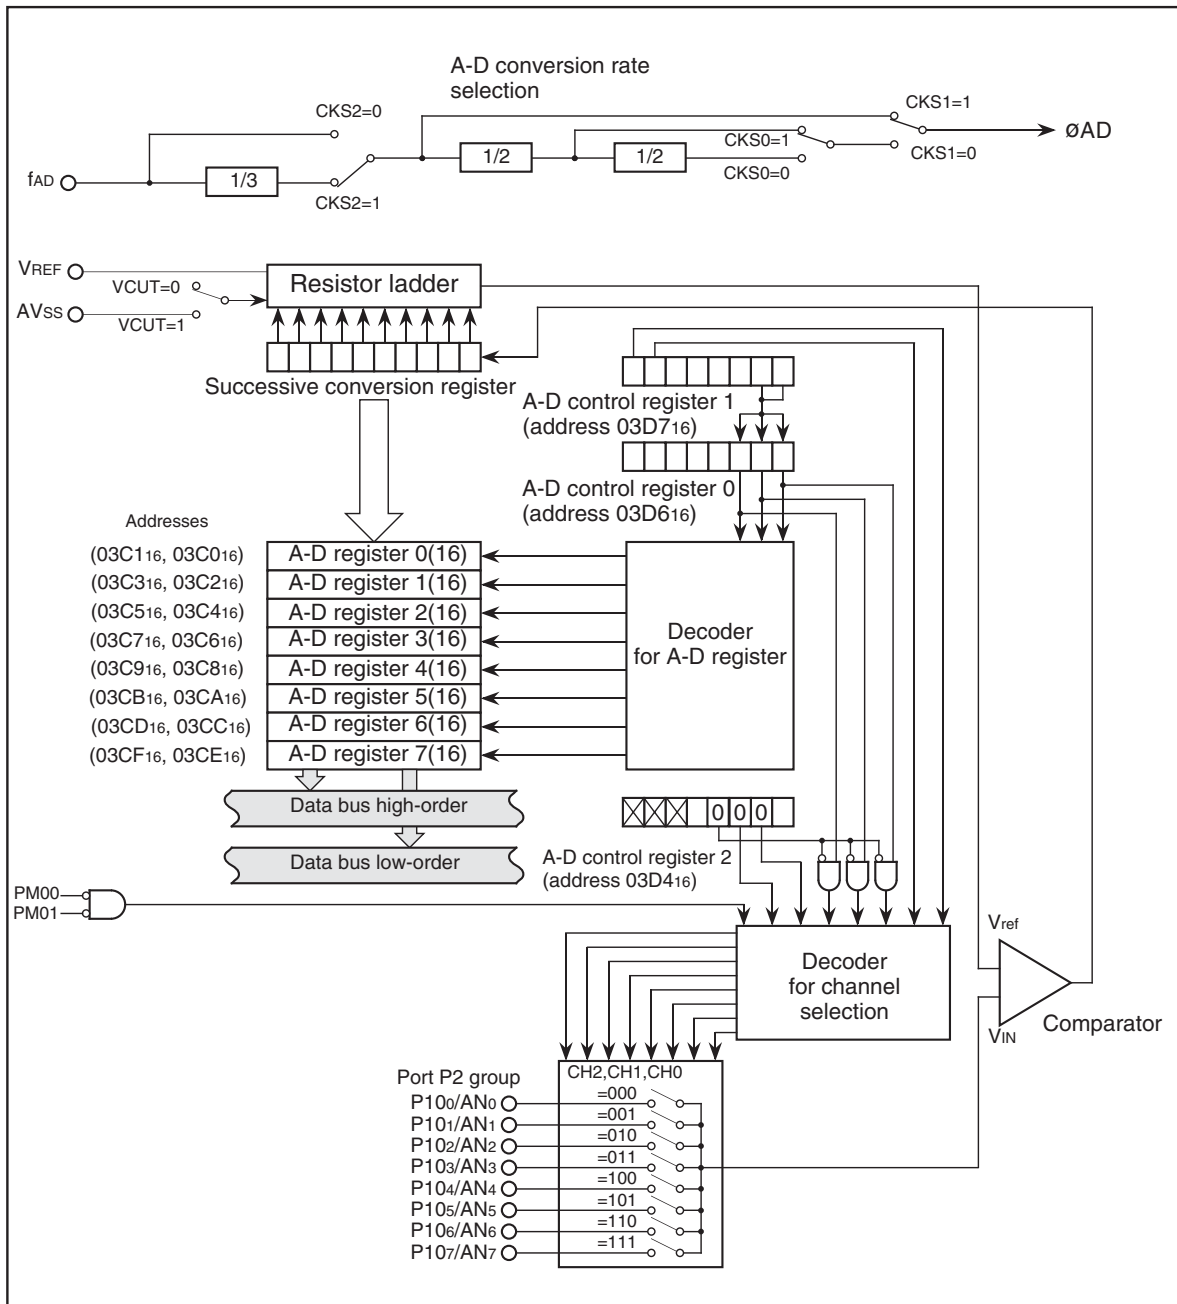 A-D conversion rate
selection
CKS2=0
CKS1=1
øAD
CKS0=1
1/2
1/2
CKS1=0
CKS0=0
fAD
1/3
CKS2=1
VREF
Resistor ladder
VCUT=0
AVSS
VCUT=1
Successive conversion register
A-D control register 1
(address 03D716)
A-D control register 0
(address 03D616)
Addresses
(03C116, 03C016) A-D register 0(16)
(03C316, 03C216) A-D register 1(16)
(03C516, 03C416) A-D register 2(16)
(03C716, 03C616) A-D register 3(16)
(03C916, 03C816) A-D register 4(16)
(03CB16, 03CA16) A-D register 5(16)
(03CD16, 03CC16) A-D register 6(16)
(03CF16, 03CE16) A-D register 7(16)
Decoder
for A-D register
Data bus high-order
0 0 0
Data bus low-order
A-D control register 2
(address 03D416)
PM00
PM01
Vref
Decoder
for channel
selection
VIN
Comparator
Port P2 group
CH2,CH1,CH0
P100/AN0 =000
P101/AN1 =001
P102/AN2 =010
P103/AN3 =011
P104/AN4 =100
P105/AN5 =101
P106/AN6 =110
P107/AN7 =111